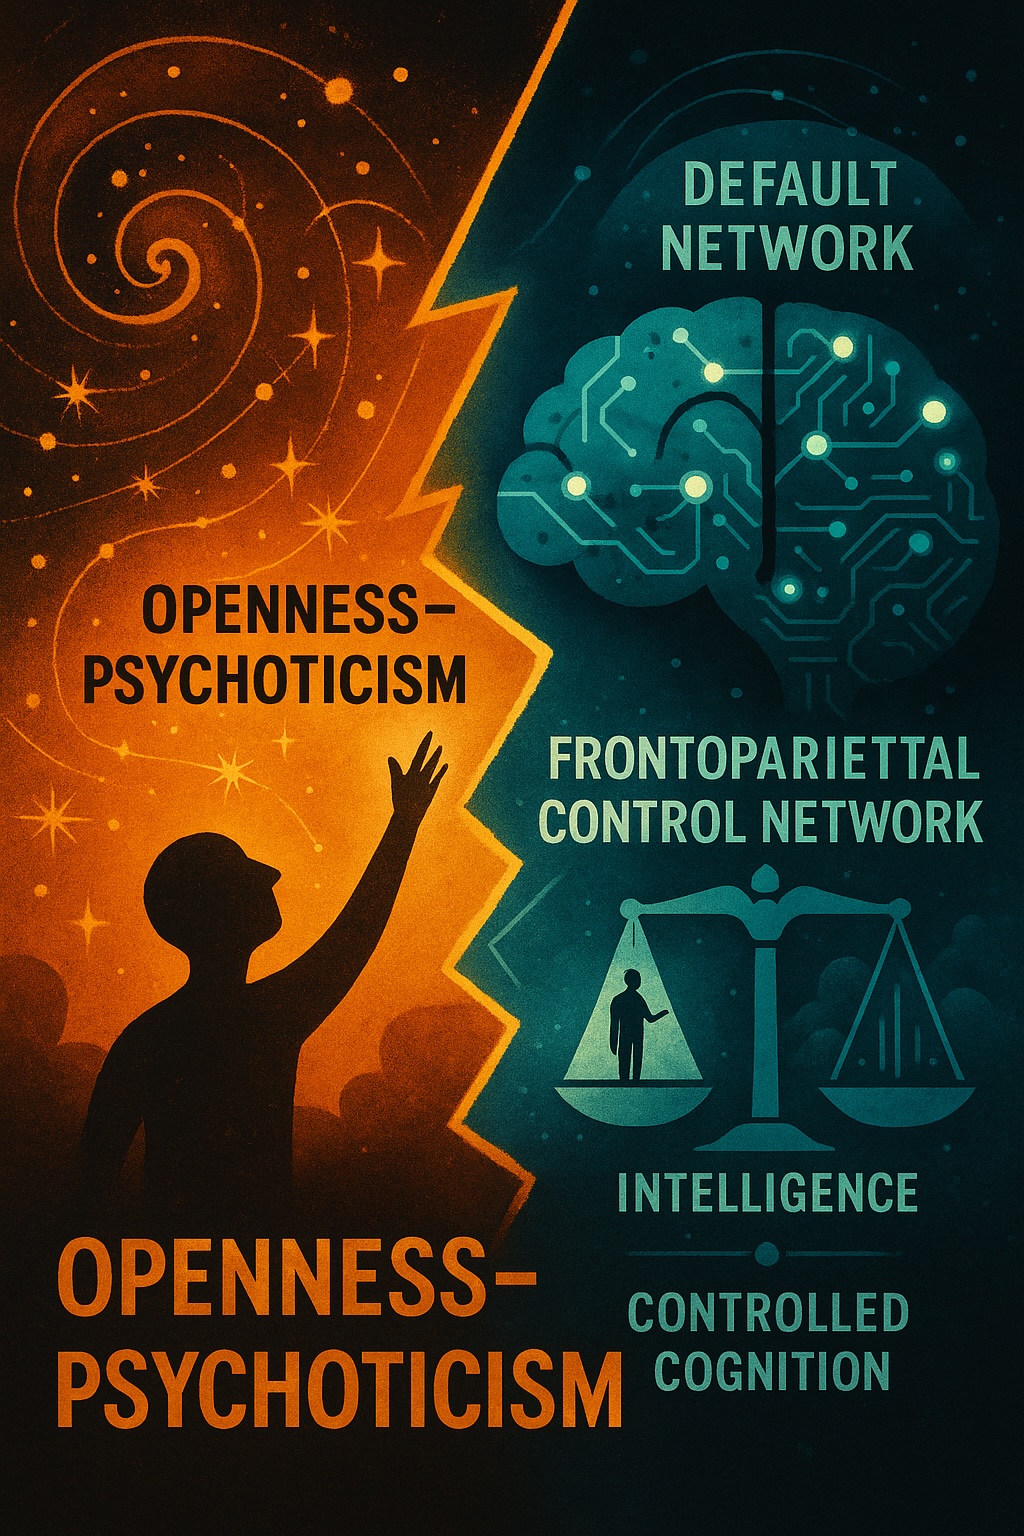 OPENNESS–
PSYCHOTICISM
DEFAULT
NETWORK
FRONTOPARIETTAL
CONTROL NETWORK
INTELLIGENCE
CONTROLLED
COGNITION
OPENNESS–
PSYCHOTICISM